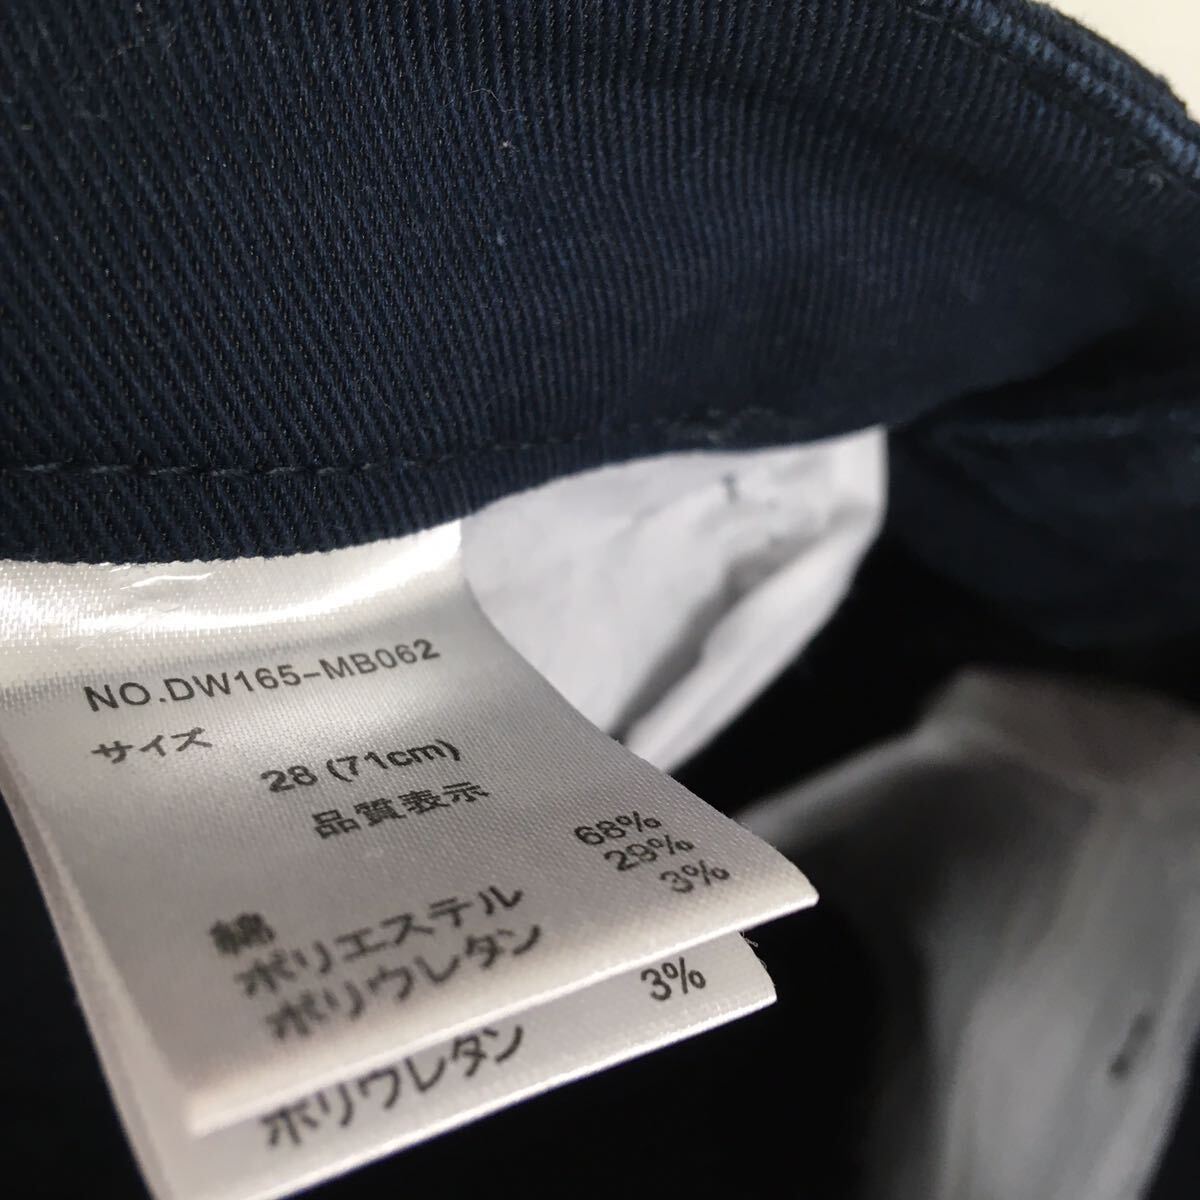 NO.DW165-MB062
サイズ
28 (71cm)
品質表示
綿 68%
ポリエステル 29%
ポリウレタン 3%
ポリウレタン 3%